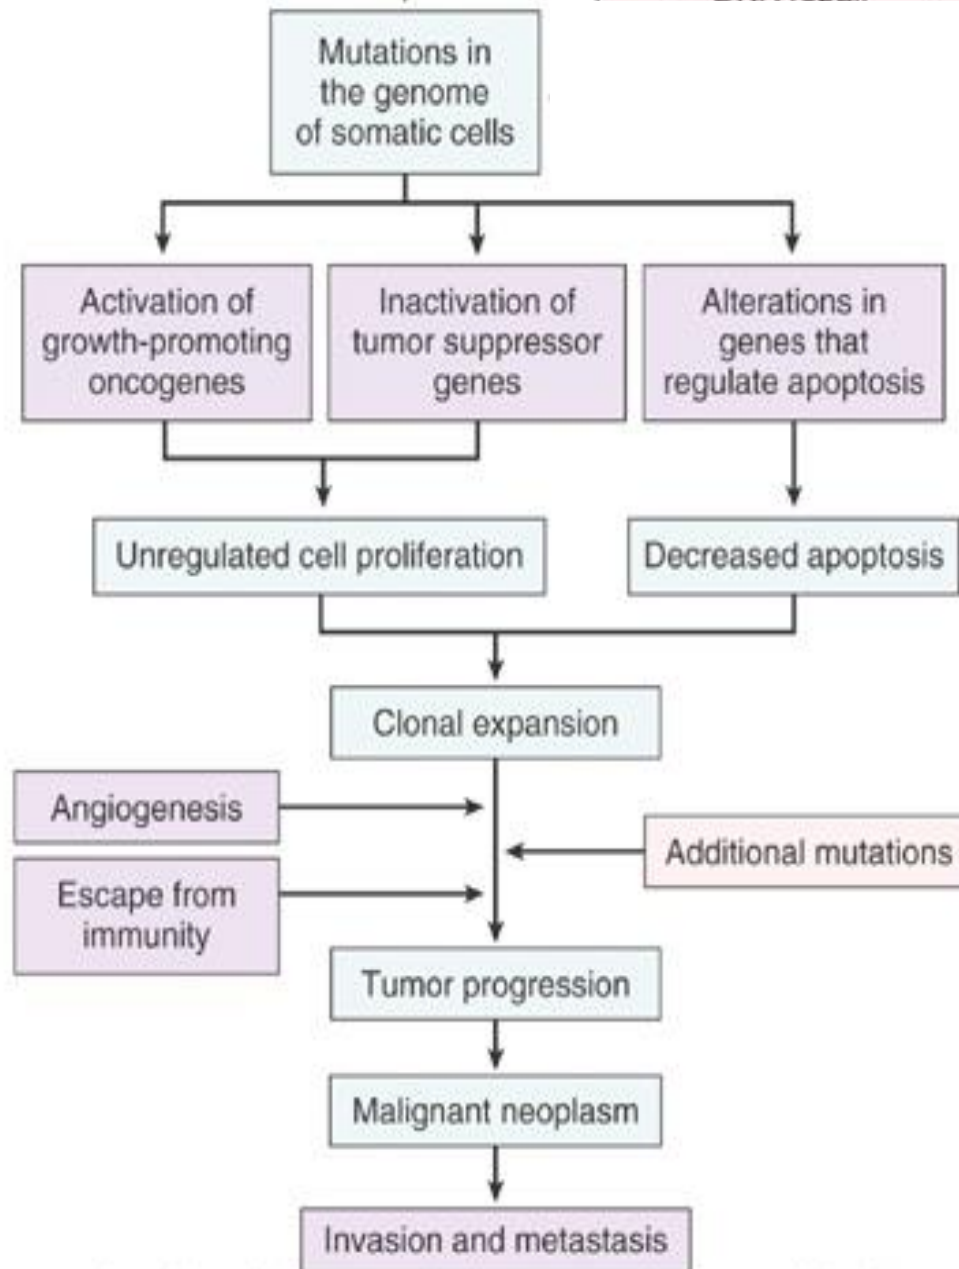 Mutations in
the genome
of somatic cells
Activation of
growth-promoting
oncogenes
Inactivation of
tumor suppressor
genes
Alterations in
genes that
regulate apoptosis
Unregulated cell proliferation
Decreased apoptosis
Clonal expansion
Angiogenesis
Additional mutations
Escape from
immunity
Tumor progression
Malignant neoplasm
Invasion and metastasis